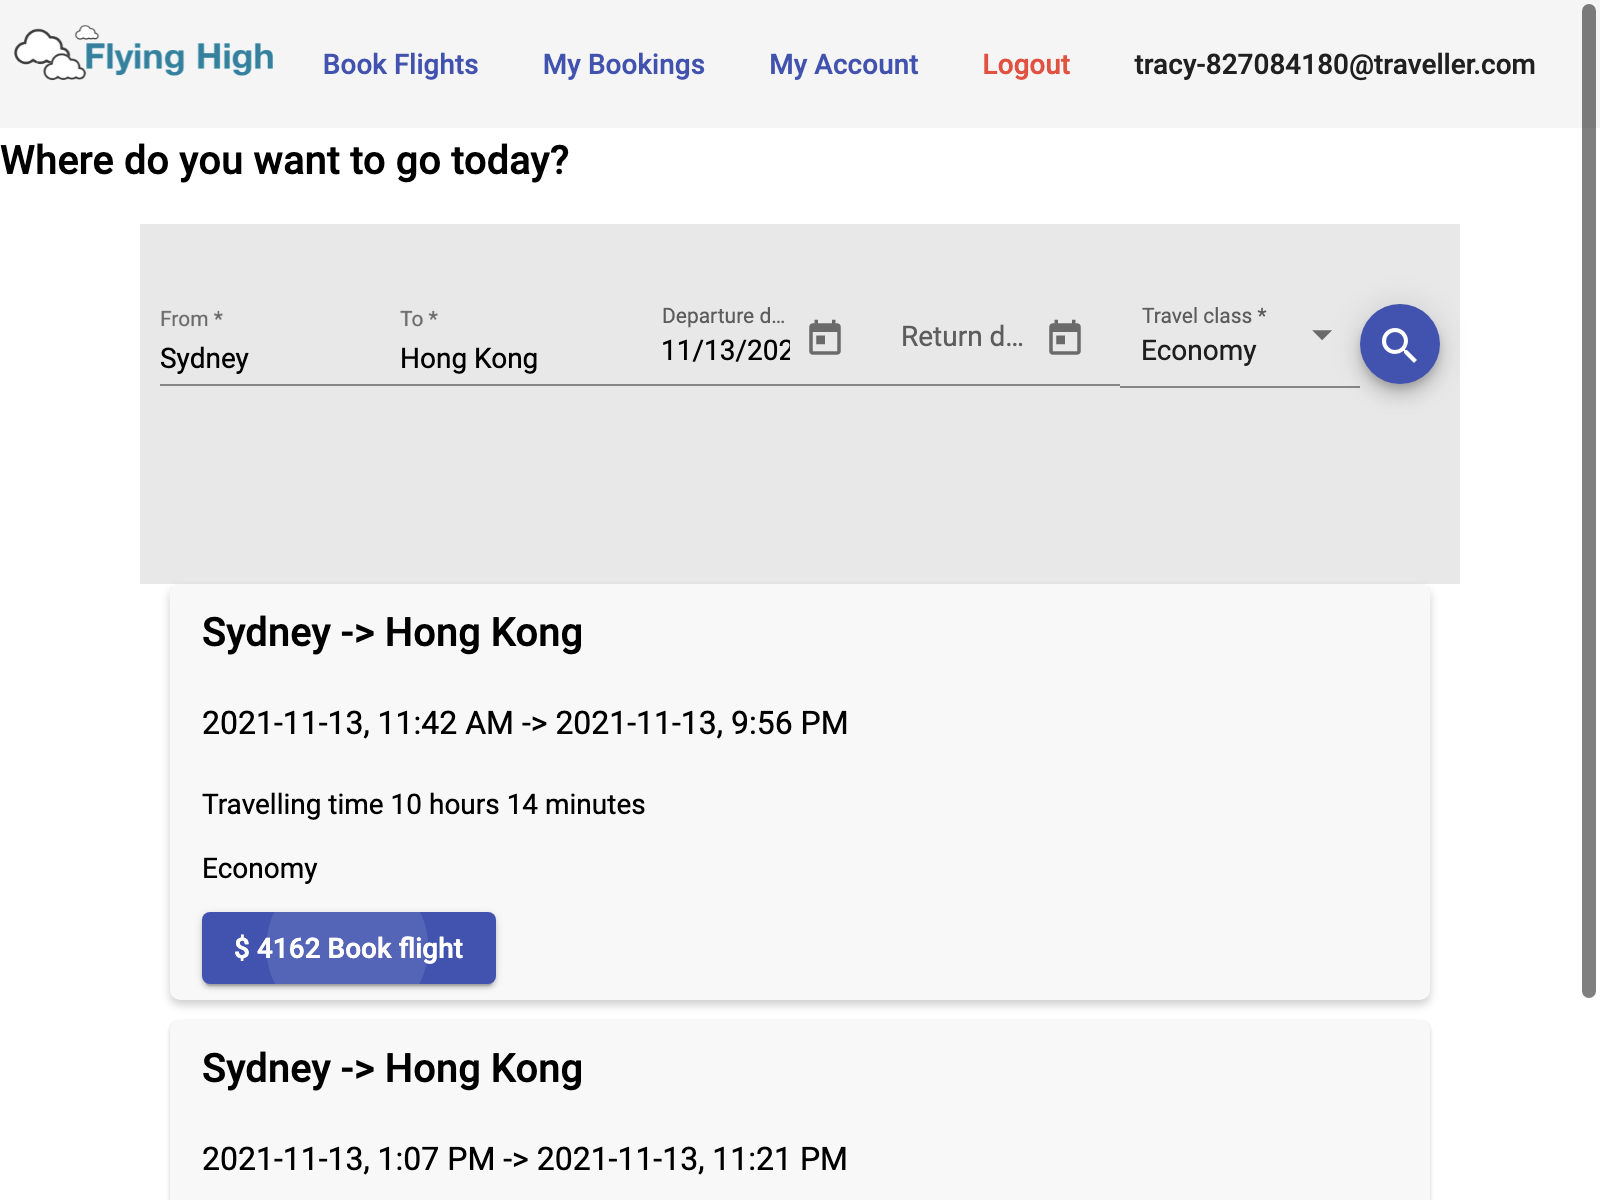 Flying High
Book Flights
My Bookings
My Account
Logout
tracy-827084180@traveller.com
Where do you want to go today?
From *
Sydney
To *
Hong Kong
Departure d...
11/13/202
Return d...
Travel class *
Economy
Sydney -> Hong Kong
2021-11-13, 11:42 AM -> 2021-11-13, 9:56 PM
Travelling time 10 hours 14 minutes
Economy
$ 4162 Book flight
Sydney -> Hong Kong
2021-11-13, 1:07 PM -> 2021-11-13, 11:21 PM